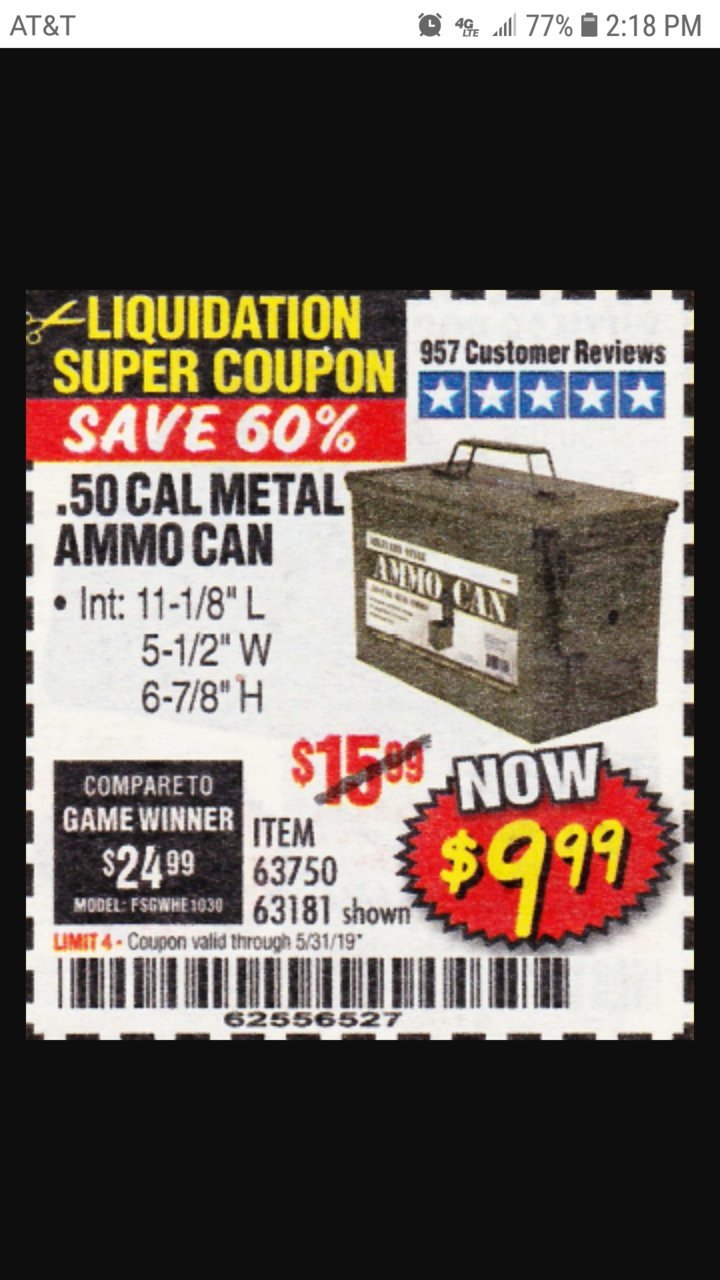 AT&T 4G LTE 77% 2:18 PM
LIQUIDATION
SUPER COUPON
SAVE 60%
957 Customer Reviews
.50 CAL METAL
AMMO CAN
• Int: 11-1/8" L
5-1/2" W
6-7/8" H
AMMO CAN
$15.99
NOW
$9.99
COMPARE TO
GAME WINNER
$24.99
MODEL: FSGWHE1030
ITEM
63750
63181 shown
LIMIT 4 - Coupon valid through 5/31/19*
62556527